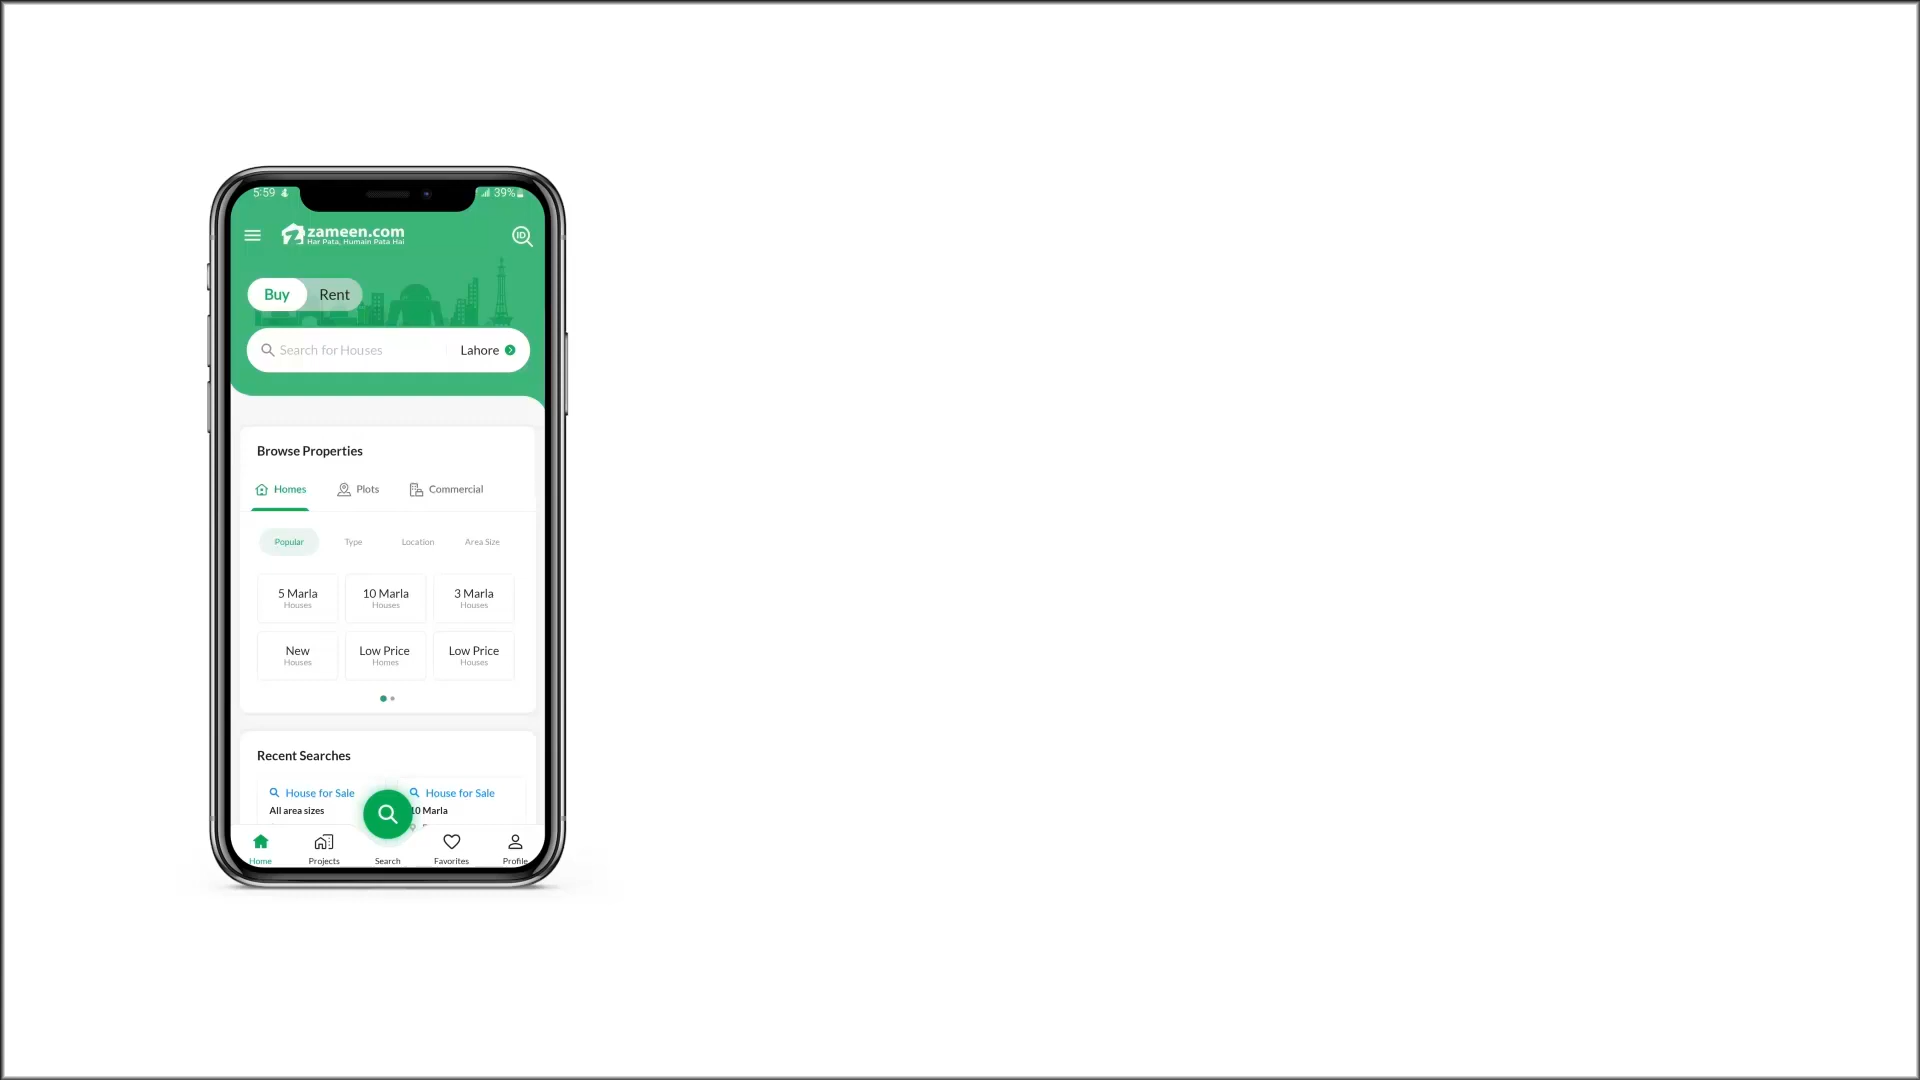 5:59 39%
zameen.com
Har Pata, Humain Pata Hai
ID
Buy Rent
Search for Houses Lahore
Browse Properties
Homes Plots Commercial
Popular Type Location Area Size
5 Marla 10 Marla 3 Marla
Houses Houses Houses
New Low Price Low Price
Houses Homes Houses
Recent Searches
House for Sale House for Sale
All area sizes 10 Marla
Home Projects Search Favorites Profile